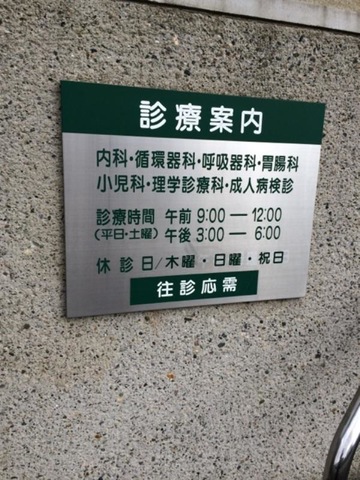 診療案内
内科・循環器科・呼吸器科・胃腸科
小児科・理学診療科・成人病検診
診療時間 午前 9:00 — 12:00
(平日・土曜) 午後 3:00 — 6:00
休診日/木曜・日曜・祝日
往診応需